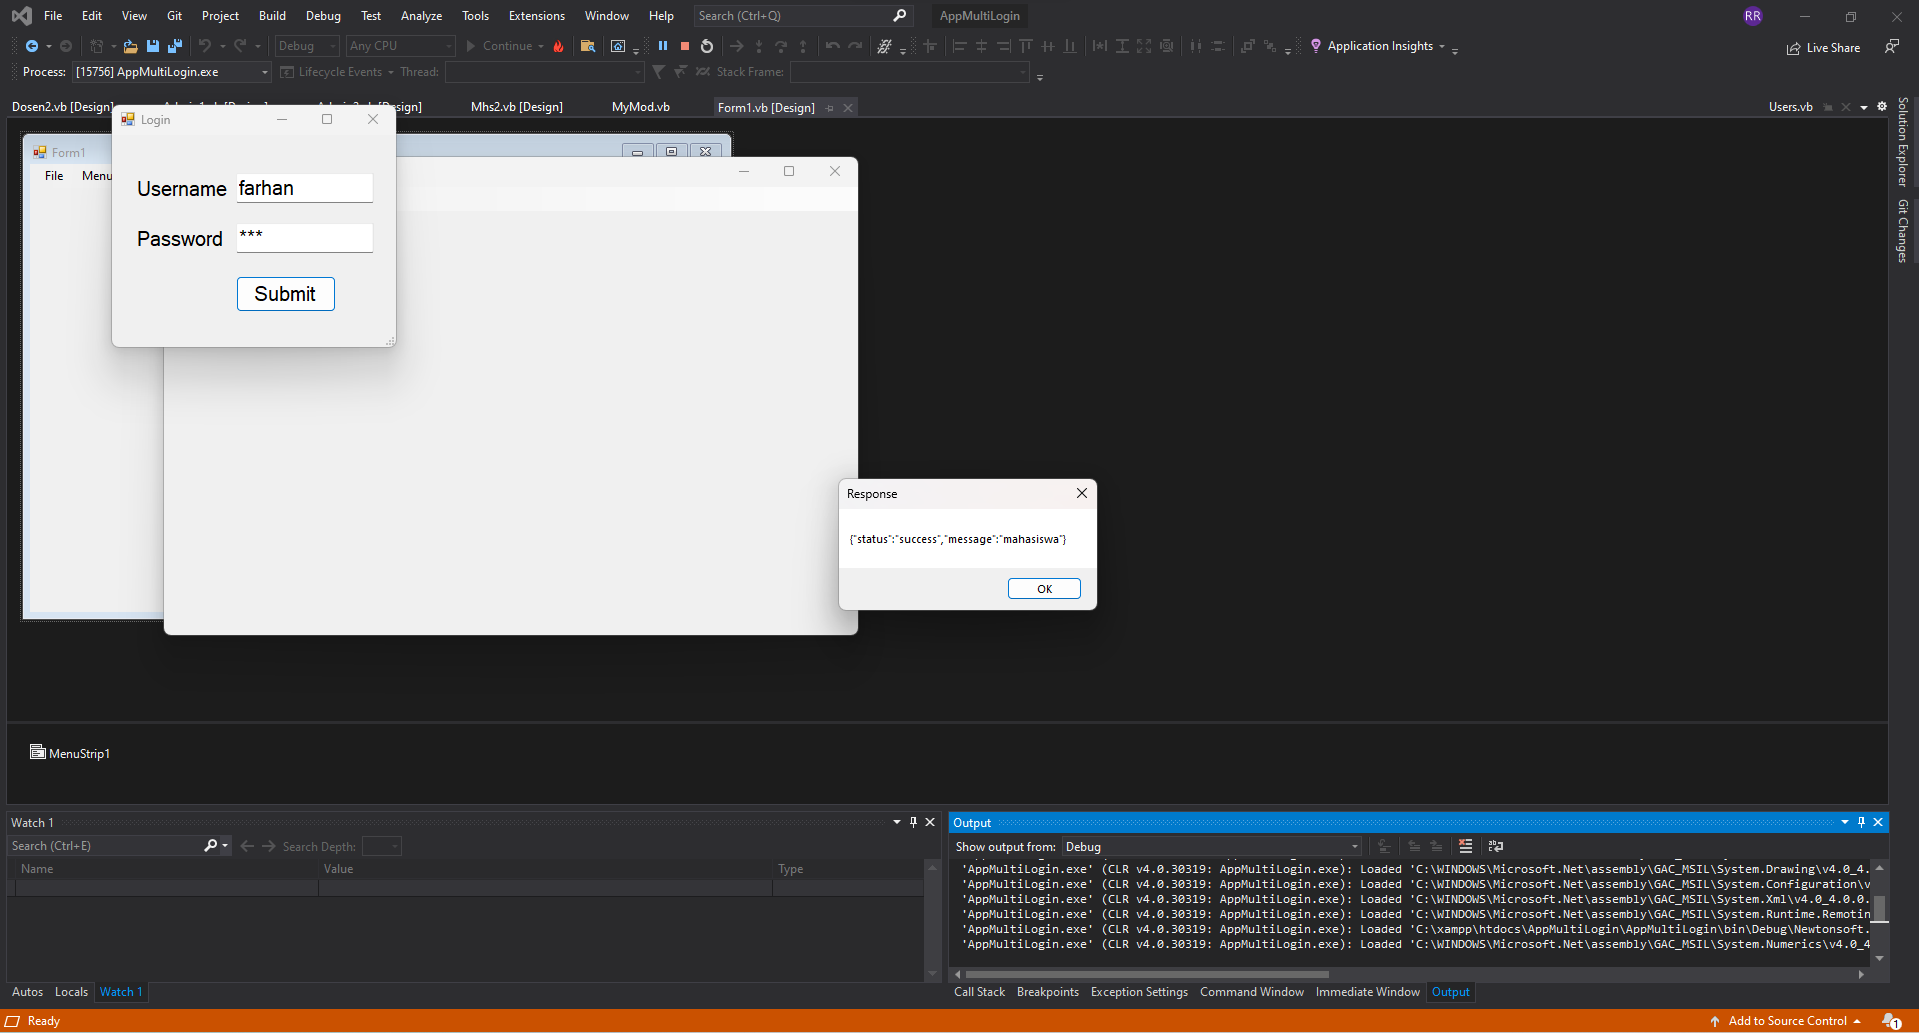 File Edit View Git Project Build Debug Test Analyze Tools Extensions Window Help Search (Ctrl+Q) AppMultiLogin RR
Debug Any CPU Continue Application Insights Live Share
Process: [15756] AppMultiLogin.exe Lifecycle Events Thread: Stack Frame:
Dosen2.vb [Design] Mhs2.vb [Design] MyMod.vb Form1.vb [Design] Users.vb
Solution Explorer
Git Changes
Form1
File Menu
Login
Username farhan
Password ***
Submit
Response
{"status":"success","message":"mahasiswa"}
OK
MenuStrip1
Watch 1
Search (Ctrl+E) Search Depth:
Name Value Type
Autos Locals Watch 1
Output
Show output from: Debug
'AppMultiLogin.exe' (CLR v4.0.30319: AppMultiLogin.exe): Loaded 'C:\WINDOWS\Microsoft.Net\assembly\GAC_MSIL\System.Drawing\v4.0_4.
'AppMultiLogin.exe' (CLR v4.0.30319: AppMultiLogin.exe): Loaded 'C:\WINDOWS\Microsoft.Net\assembly\GAC_MSIL\System.Configuration\v
'AppMultiLogin.exe' (CLR v4.0.30319: AppMultiLogin.exe): Loaded 'C:\WINDOWS\Microsoft.Net\assembly\GAC_MSIL\System.Xml\v4.0_4.0.0.
'AppMultiLogin.exe' (CLR v4.0.30319: AppMultiLogin.exe): Loaded 'C:\WINDOWS\Microsoft.Net\assembly\GAC_MSIL\System.Runtime.Remotin
'AppMultiLogin.exe' (CLR v4.0.30319: AppMultiLogin.exe): Loaded 'C:\xampp\htdocs\AppMultiLogin\AppMultiLogin\bin\Debug\Newtonsoft.
'AppMultiLogin.exe' (CLR v4.0.30319: AppMultiLogin.exe): Loaded 'C:\WINDOWS\Microsoft.Net\assembly\GAC_MSIL\System.Numerics\v4.0_4
Call Stack Breakpoints Exception Settings Command Window Immediate Window Output
Ready Add to Source Control 1